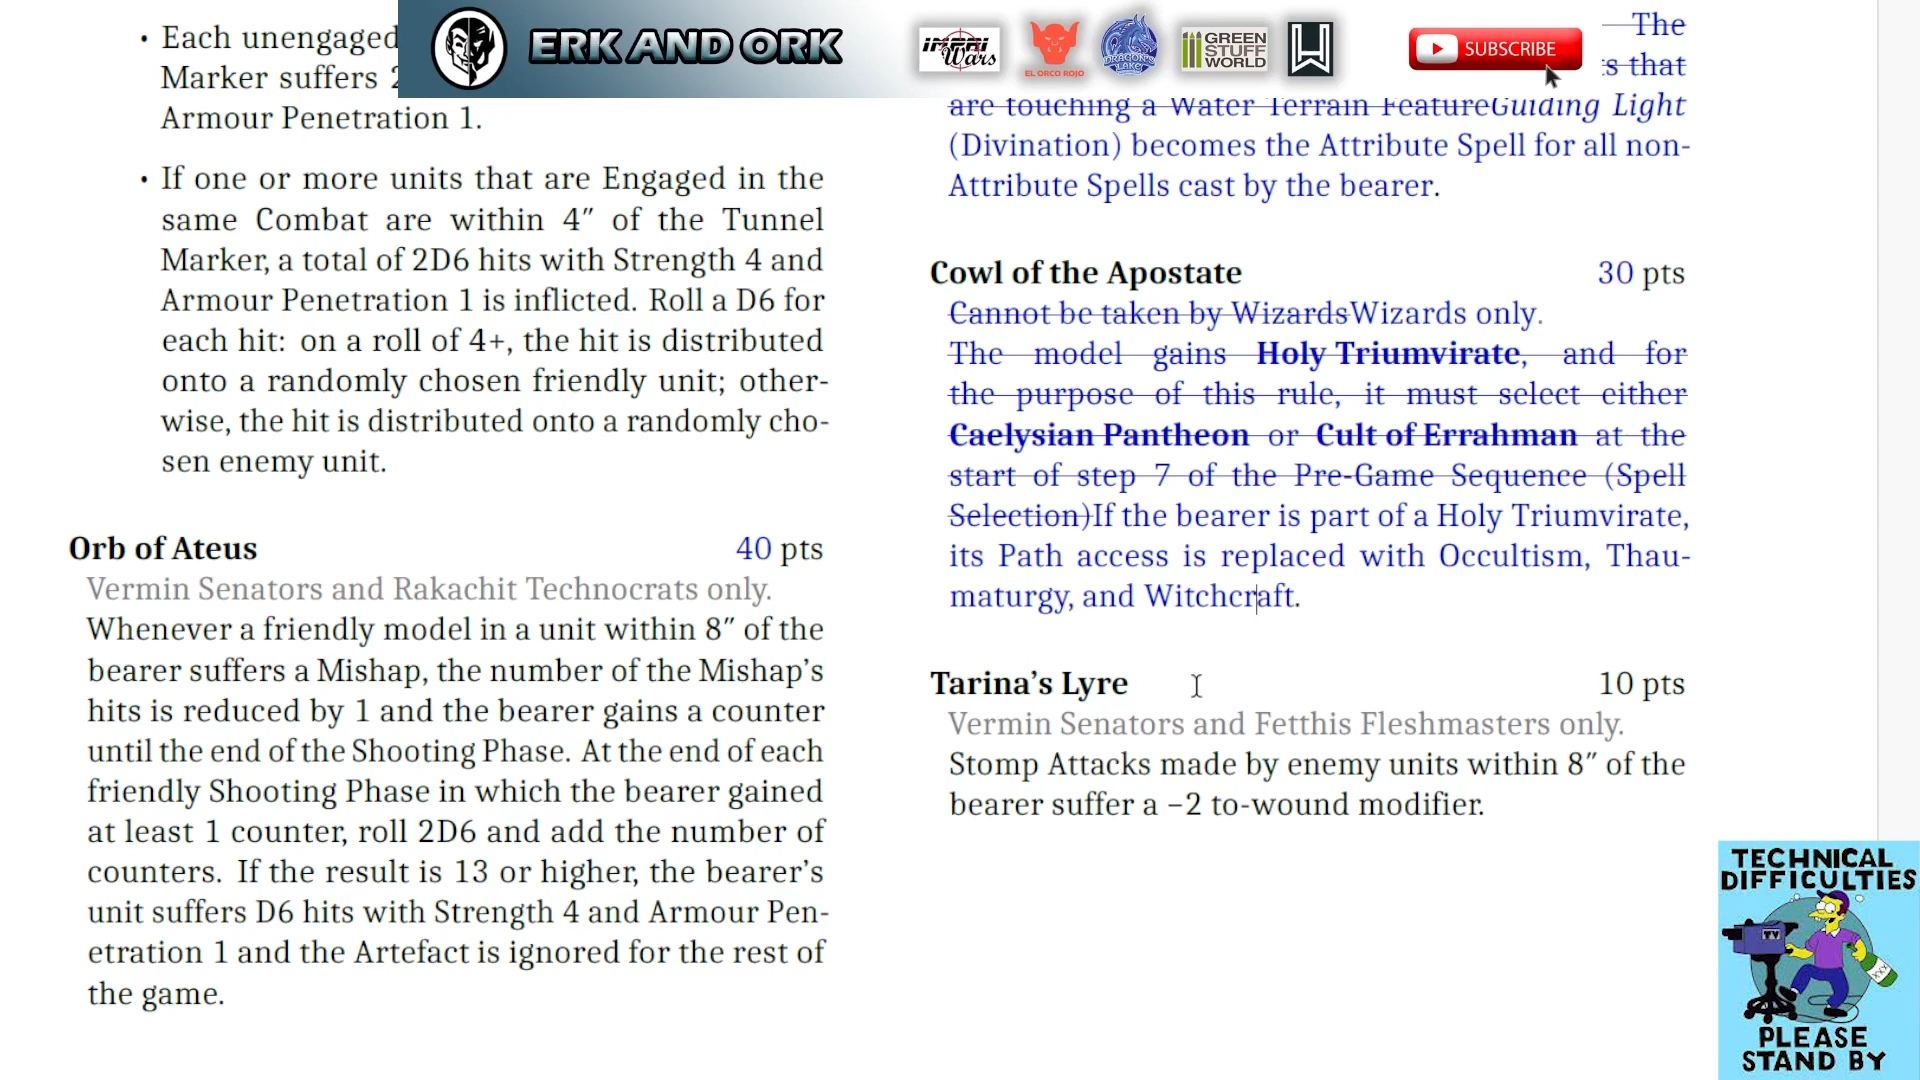 ERK AND ORK
IMPRI Wars
EL ORCO ROJO
DRAGON'S LAKE
GREEN STUFF WORLD
SUBSCRIBE
• Each unengaged
Marker suffers 2
Armour Penetration 1.
• If one or more units that are Engaged in the
same Combat are within 4″ of the Tunnel
Marker, a total of 2D6 hits with Strength 4 and
Armour Penetration 1 is inflicted. Roll a D6 for
each hit: on a roll of 4+, the hit is distributed
onto a randomly chosen friendly unit; other-
wise, the hit is distributed onto a randomly cho-
sen enemy unit.
Orb of Ateus 40 pts
Vermin Senators and Rakachit Technocrats only.
Whenever a friendly model in a unit within 8″ of the
bearer suffers a Mishap, the number of the Mishap's
hits is reduced by 1 and the bearer gains a counter
until the end of the Shooting Phase. At the end of each
friendly Shooting Phase in which the bearer gained
at least 1 counter, roll 2D6 and add the number of
counters. If the result is 13 or higher, the bearer's
unit suffers D6 hits with Strength 4 and Armour Pen-
etration 1 and the Artefact is ignored for the rest of
the game.
The
s that
are touching a Water Terrain FeatureGuiding Light
(Divination) becomes the Attribute Spell for all non-
Attribute Spells cast by the bearer.
Cowl of the Apostate 30 pts
Cannot be taken by WizardsWizards only.
The model gains Holy Triumvirate, and for
the purpose of this rule, it must select either
Caelysian Pantheon or Cult of Errahman at the
start of step 7 of the Pre-Game Sequence (Spell
Selection)If the bearer is part of a Holy Triumvirate,
its Path access is replaced with Occultism, Thau-
maturgy, and Witchcraft.
Tarina's Lyre 10 pts
Vermin Senators and Fetthis Fleshmasters only.
Stomp Attacks made by enemy units within 8″ of the
bearer suffer a −2 to-wound modifier.
TECHNICAL
DIFFICULTIES
TV
XXX
PLEASE
STAND BY